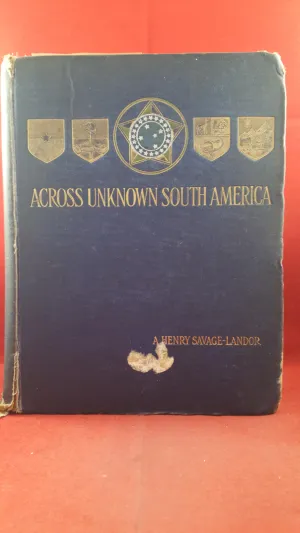 ACROSS UNKNOWN SOUTH AMERICA
A. HENRY SAVAGE-LANDOR